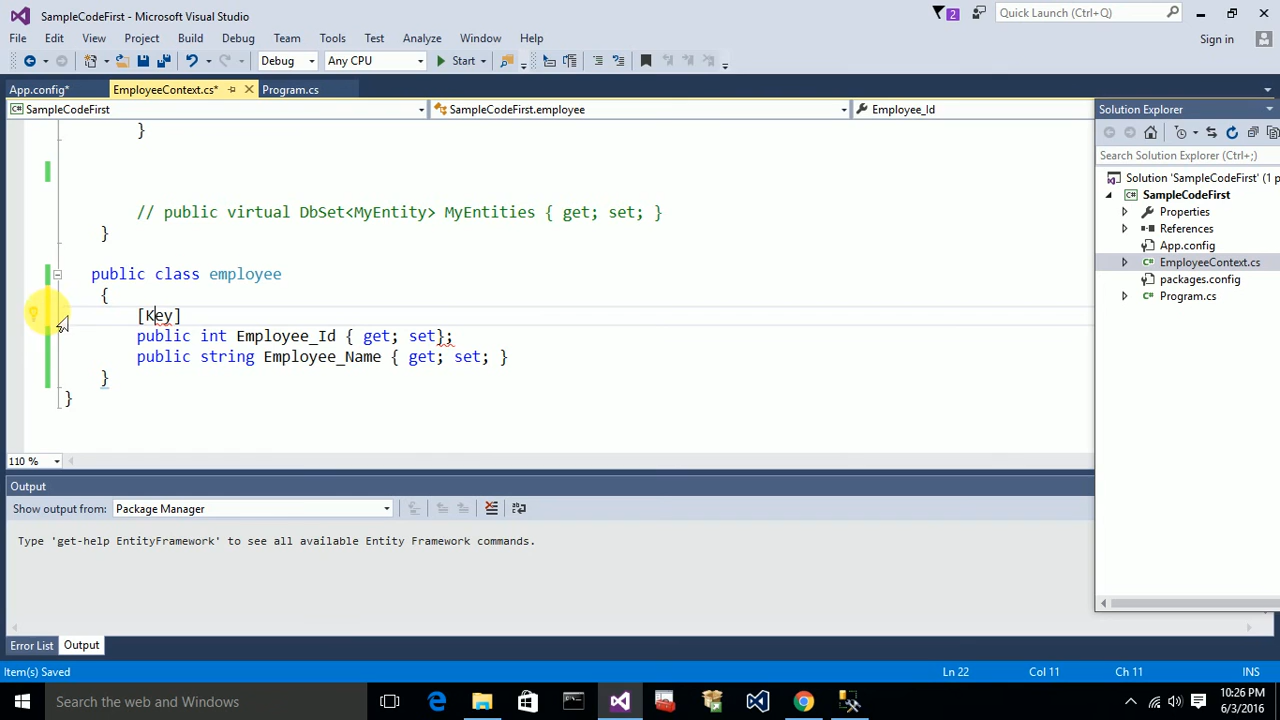 SampleCodeFirst - Microsoft Visual Studio
2
Quick Launch (Ctrl+Q)
File Edit View Project Build Debug Team Tools Test Analyze Window Help
Sign in
Debug Any CPU Start
App.config* EmployeeContext.cs* Program.cs
SampleCodeFirst SampleCodeFirst.employee Employee_Id
Solution Explorer
Search Solution Explorer (Ctrl+;)
Solution 'SampleCodeFirst' (1 p
SampleCodeFirst
Properties
References
App.config
EmployeeContext.cs
packages.config
Program.cs
}
// public virtual DbSet<MyEntity> MyEntities { get; set; }
}
public class employee
{
[Key]
public int Employee_Id { get; set};
public string Employee_Name { get; set; }
}
}
110 %
Output
Show output from: Package Manager
Type 'get-help EntityFramework' to see all available Entity Framework commands.
Error List Output
Item(s) Saved Ln 22 Col 11 Ch 11 INS
Search the web and Windows
10:26 PM
6/3/2016